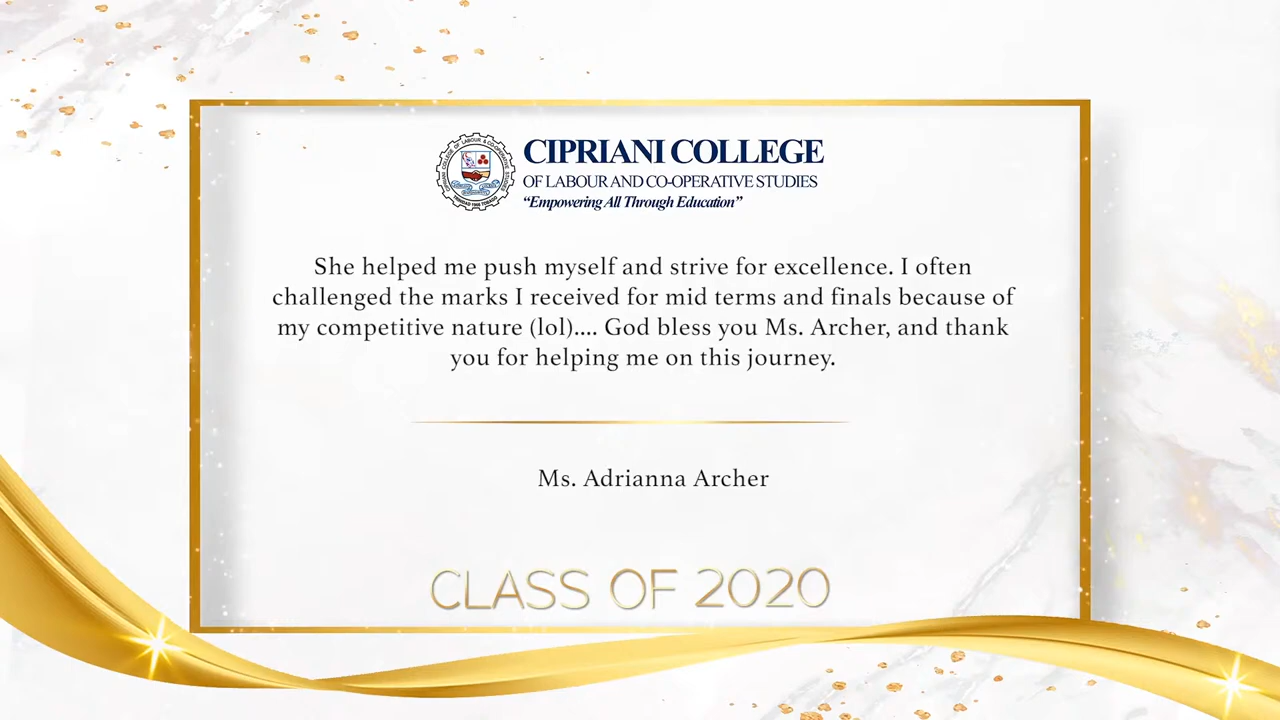 CIPRIANI COLLEGE
OF LABOUR AND CO-OPERATIVE STUDIES
“Empowering All Through Education”
She helped me push myself and strive for excellence. I often
challenged the marks I received for mid terms and finals because of
my competitive nature (lol).... God bless you Ms. Archer, and thank
you for helping me on this journey.
Ms. Adrianna Archer
CLASS OF 2020